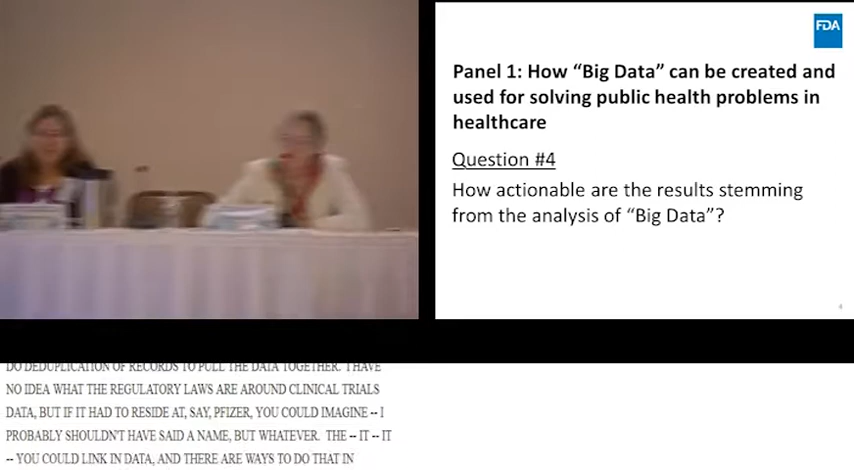 FDA
Panel 1: How “Big Data” can be created and
used for solving public health problems in
healthcare
Question #4
How actionable are the results stemming
from the analysis of “Big Data”?
4
DO DEDUPLICATION OF RECORDS TO PULL THE DATA TOGETHER. I HAVE
NO IDEA WHAT THE REGULATORY LAWS ARE AROUND CLINICAL TRIALS
DATA, BUT IF IT HAD TO RESIDE AT, SAY, PFIZER, YOU COULD IMAGINE -- I
PROBABLY SHOULDN'T HAVE SAID A NAME, BUT WHATEVER. THE -- IT -- IT
-- YOU COULD LINK IN DATA, AND THERE ARE WAYS TO DO THAT IN